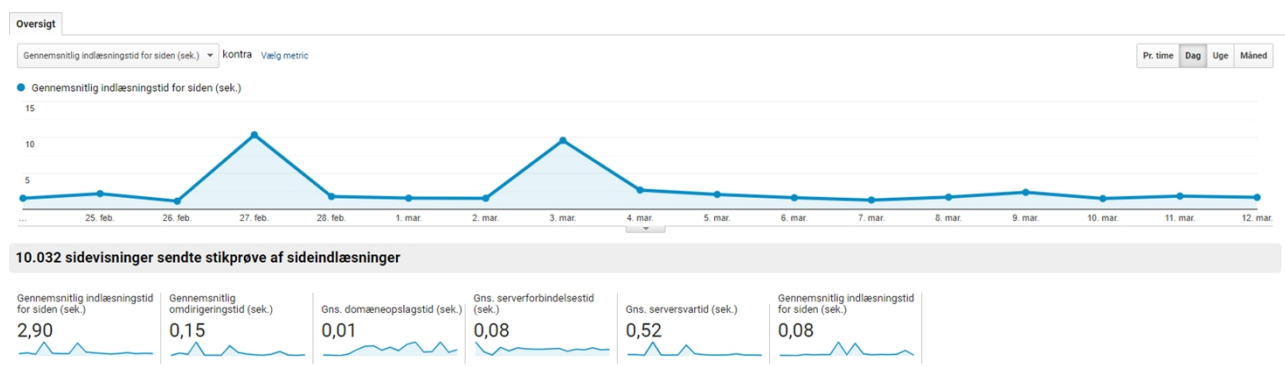 Oversigt
Gennemsnitlig indlæsningstid for siden (sek.) kontra Vælg metric
Pr. time Dag Uge Måned
Gennemsnitlig indlæsningstid for siden (sek.)
15
10
5
... 25. feb. 26. feb. 27. feb. 28. feb. 1. mar. 2. mar. 3. mar. 4. mar. 5. mar. 6. mar. 7. mar. 8. mar. 9. mar. 10. mar. 11. mar. 12. mar.
10.032 sidevisninger sendte stikprøve af sideindlæsninger
Gennemsnitlig indlæsningstid
for siden (sek.)
2,90
Gennemsnitlig
omdirigeringstid (sek.)
0,15
Gns. domæneopslagstid (sek.)
0,01
Gns. serverforbindelsestid
(sek.)
0,08
Gns. serversvartid (sek.)
0,52
Gennemsnitlig indlæsningstid
for siden (sek.)
0,08